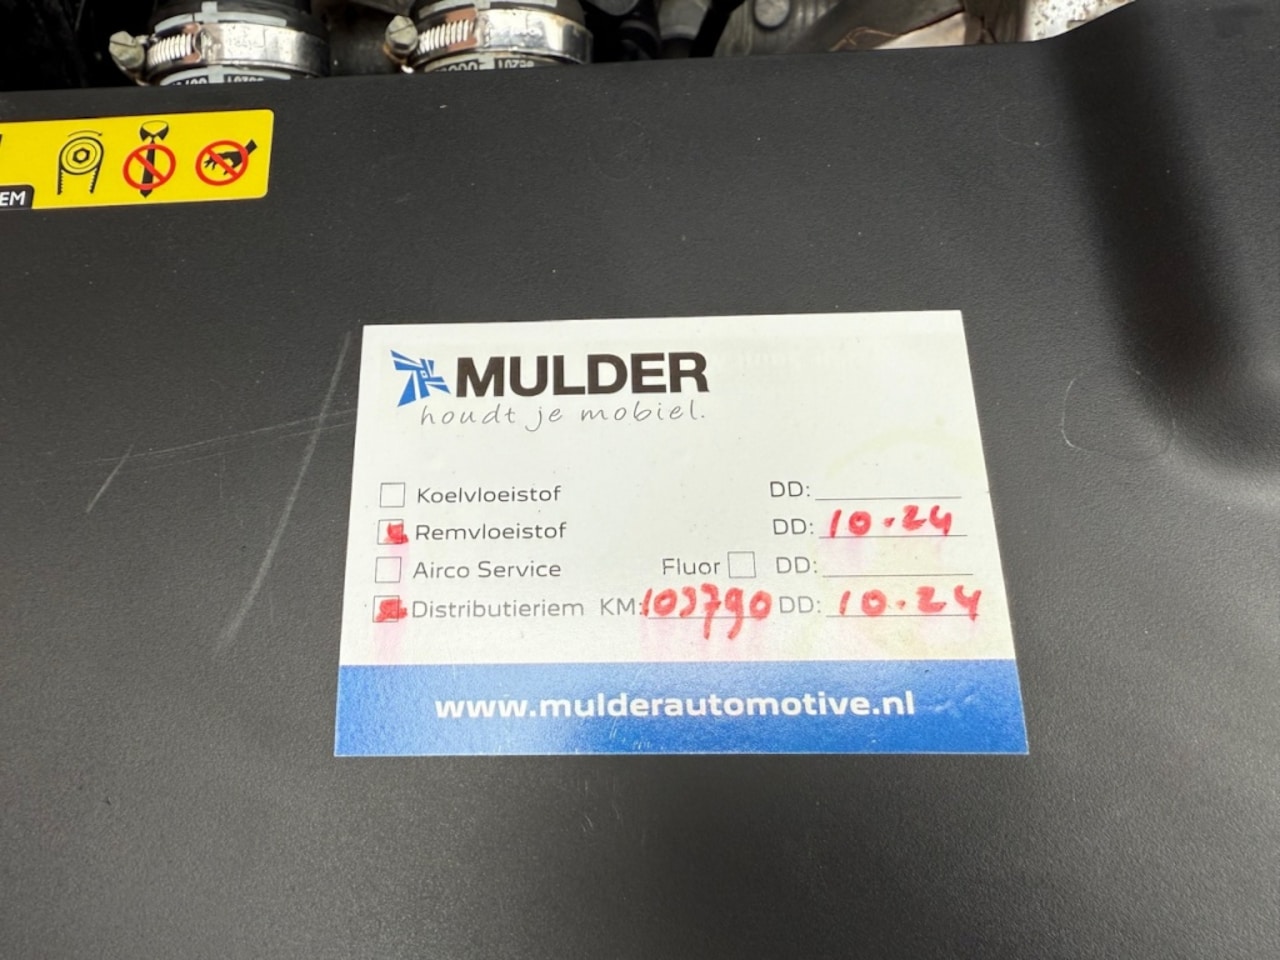 EM
MULDER
houdt je mobiel.
Koelvloeistof DD:
Remvloeistof DD: 10.24
Airco Service Fluor DD:
Distributieriem KM: 103790 DD: 10.24
www.mulderautomotive.nl